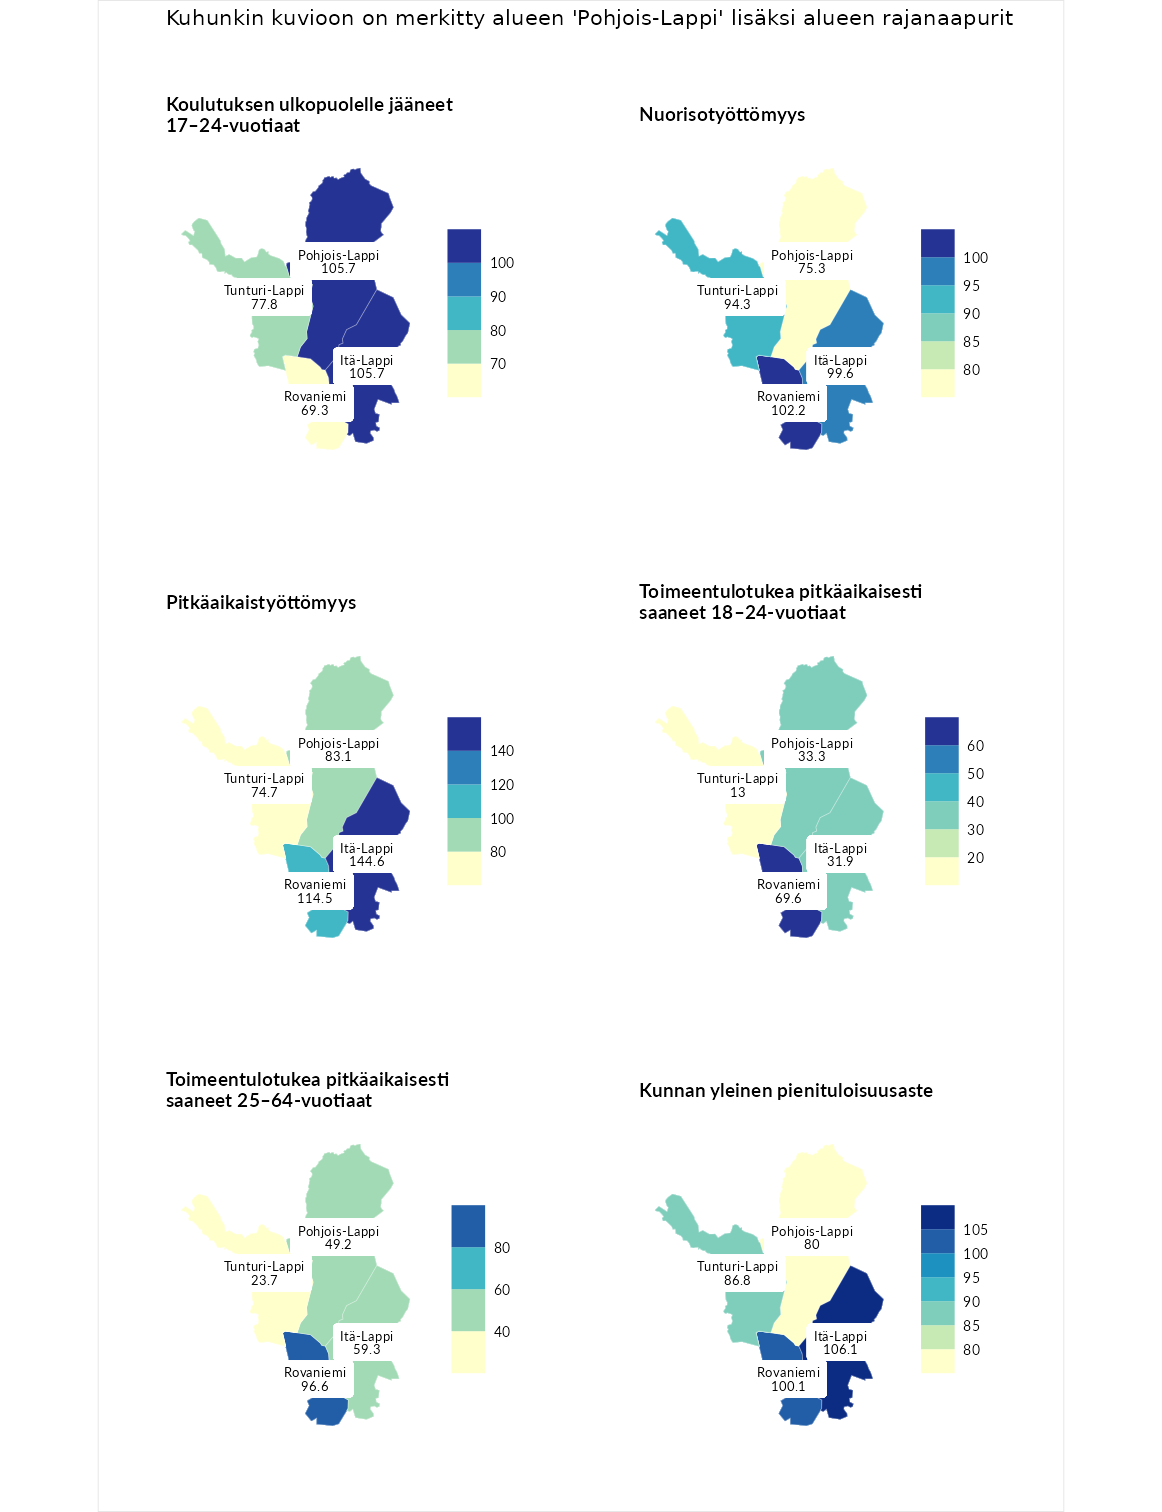 Kuhunkin kuvioon on merkitty alueen 'Pohjois-Lappi' lisäksi alueen rajanaapurit
Koulutuksen ulkopuolelle jääneet
17–24-vuotiaat
Pohjois-Lappi
105.7
Tunturi-Lappi
77.8
Itä-Lappi
105.7
Rovaniemi
69.3
100
90
80
70
Nuorisotyöttömyys
Pohjois-Lappi
75.3
Tunturi-Lappi
94.3
Itä-Lappi
99.6
Rovaniemi
102.2
100
95
90
85
80
Pitkäaikaistyöttömyys
Pohjois-Lappi
83.1
Tunturi-Lappi
74.7
Itä-Lappi
144.6
Rovaniemi
114.5
140
120
100
80
Toimeentulotukea pitkäaikaisesti
saaneet 18–24-vuotiaat
Pohjois-Lappi
33.3
Tunturi-Lappi
13
Itä-Lappi
31.9
Rovaniemi
69.6
60
50
40
30
20
Toimeentulotukea pitkäaikaisesti
saaneet 25–64-vuotiaat
Pohjois-Lappi
49.2
Tunturi-Lappi
23.7
Itä-Lappi
59.3
Rovaniemi
96.6
80
60
40
Kunnan yleinen pienituloisuusaste
Pohjois-Lappi
80
Tunturi-Lappi
86.8
Itä-Lappi
106.1
Rovaniemi
100.1
105
100
95
90
85
80